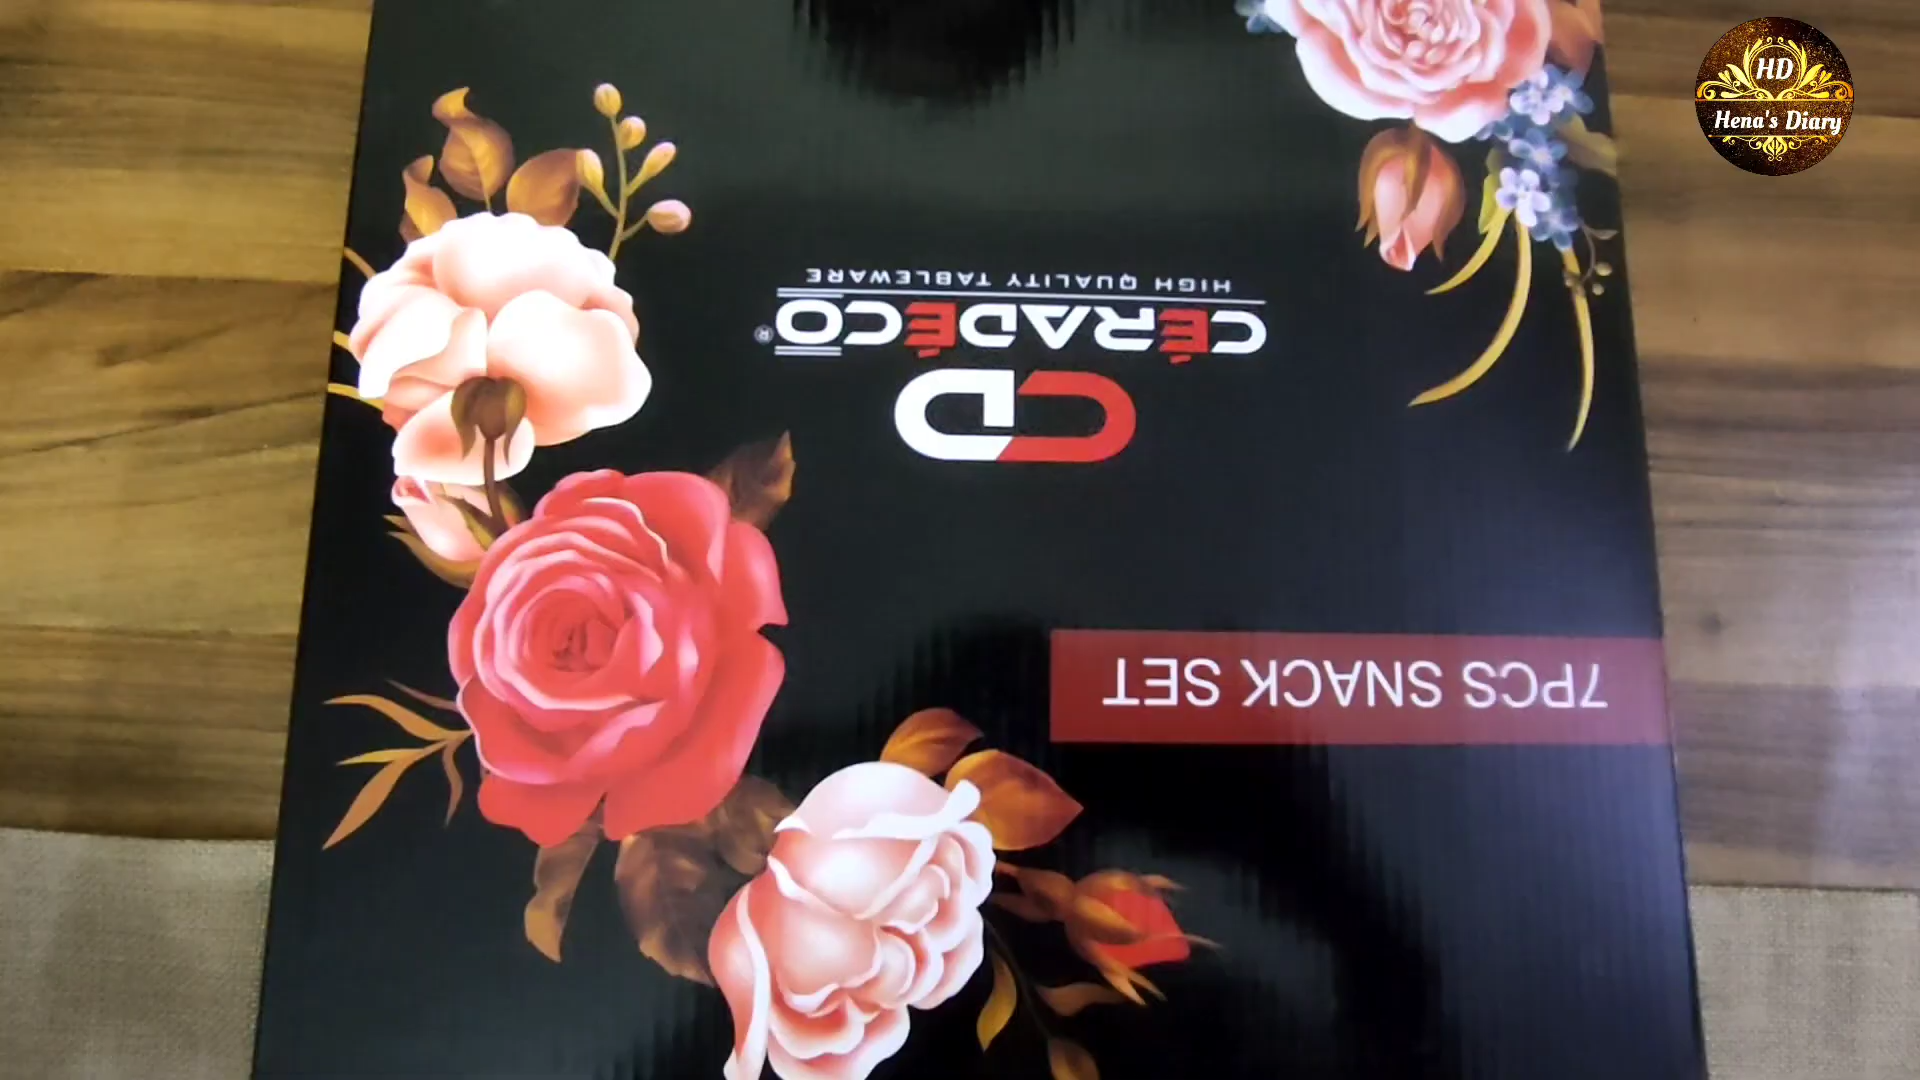 HD
Hena's Diary
CD
CÉRADÉCO®
HIGH QUALITY TABLEWARE
7PCS SNACK SET